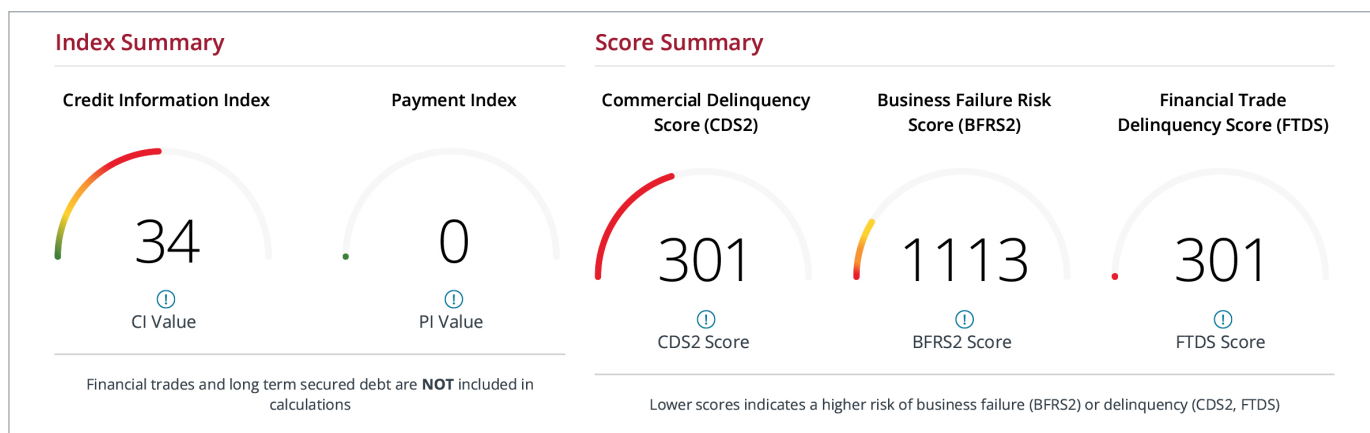 Index Summary
Credit Information Index
34
CI Value
Payment Index
0
PI Value
Financial trades and long term secured debt are NOT included in
calculations
Score Summary
Commercial Delinquency
Score (CDS2)
301
CDS2 Score
Business Failure Risk
Score (BFRS2)
1113
BFRS2 Score
Financial Trade
Delinquency Score (FTDS)
301
FTDS Score
Lower scores indicates a higher risk of business failure (BFRS2) or delinquency (CDS2, FTDS)